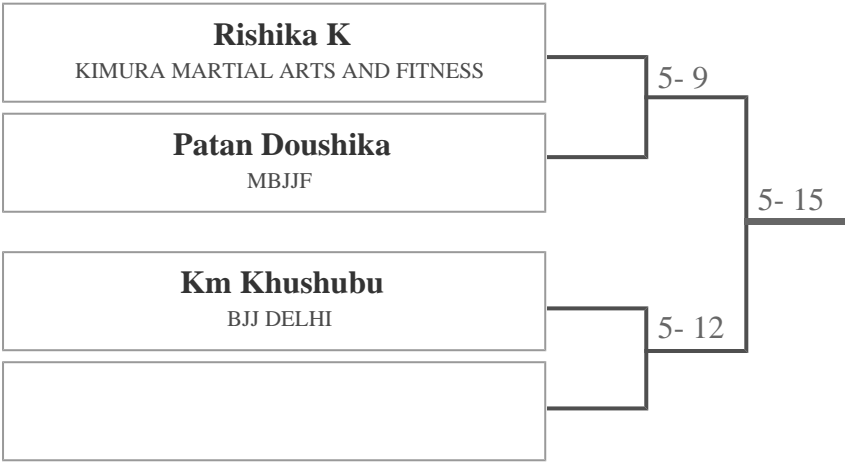 Rishika K
KIMURA MARTIAL ARTS AND FITNESS
5- 9
Patan Doushika
MBJJF
5- 15
Km Khushubu
BJJ DELHI
5- 12